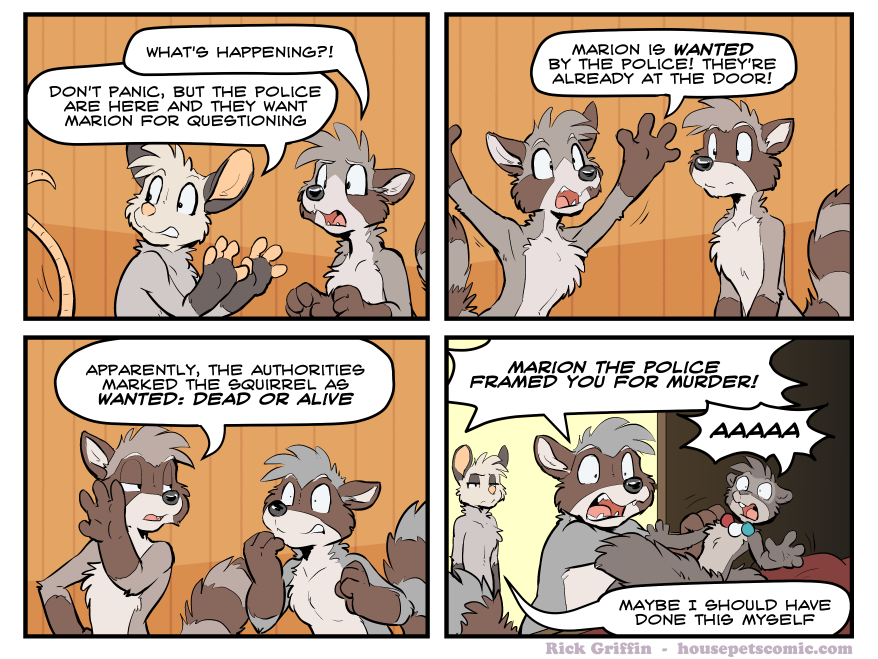 WHAT'S HAPPENING?!
DON'T PANIC, BUT THE POLICE
ARE HERE AND THEY WANT
MARION FOR QUESTIONING
MARION IS WANTED
BY THE POLICE! THEY'RE
ALREADY AT THE DOOR!
APPARENTLY, THE AUTHORITIES
MARKED THE SQUIRREL AS
WANTED: DEAD OR ALIVE
MARION THE POLICE
FRAMED YOU FOR MURDER!
AAAAA
MAYBE I SHOULD HAVE
DONE THIS MYSELF
Rick Griffin - housepetscomic.com